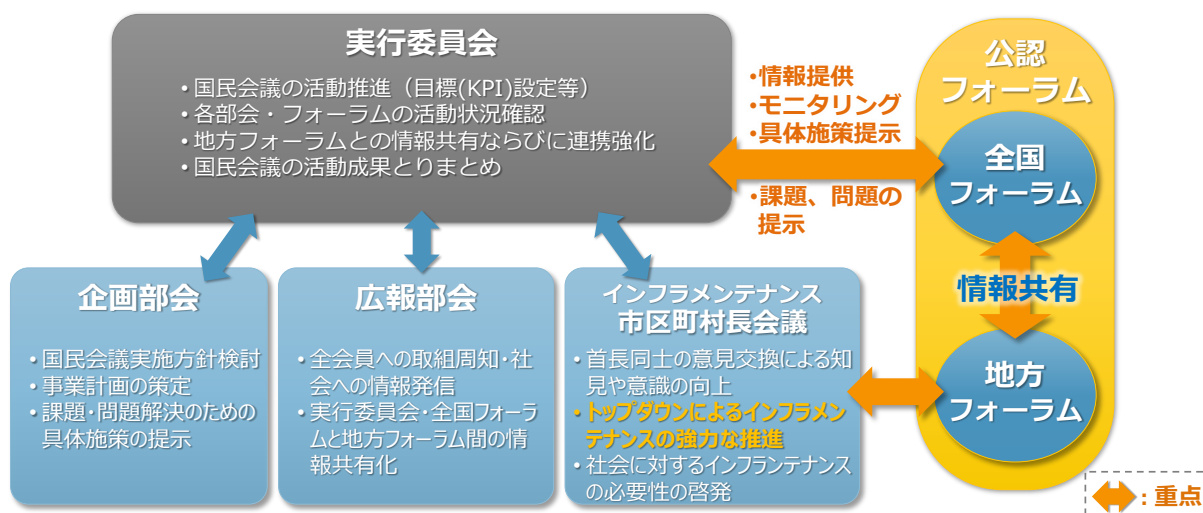 実行委員会
• 国民会議の活動推進（目標(KPI)設定等）
• 各部会・フォーラムの活動状況確認
• 地方フォーラムとの情報共有ならびに連携強化
• 国民会議の活動成果とりまとめ
•情報提供
•モニタリング
•具体施策提示
•課題、問題の
提示
公認
フォーラム
全国
フォーラム
情報共有
地方
フォーラム
企画部会
• 国民会議実施方針検討
• 事業計画の策定
• 課題・問題解決のための
具体施策の提示
広報部会
• 全会員への取組周知・社
会への情報発信
• 実行委員会・全国フォーラ
ムと地方フォーラム間の情
報共有化
インフラメンテナンス
市区町村長会議
• 首長同士の意見交換による知
見や意識の向上
• トップダウンによるインフラメン
テナンスの強力な推進
• 社会に対するインフランテナンス
の必要性の啓発
: 重点